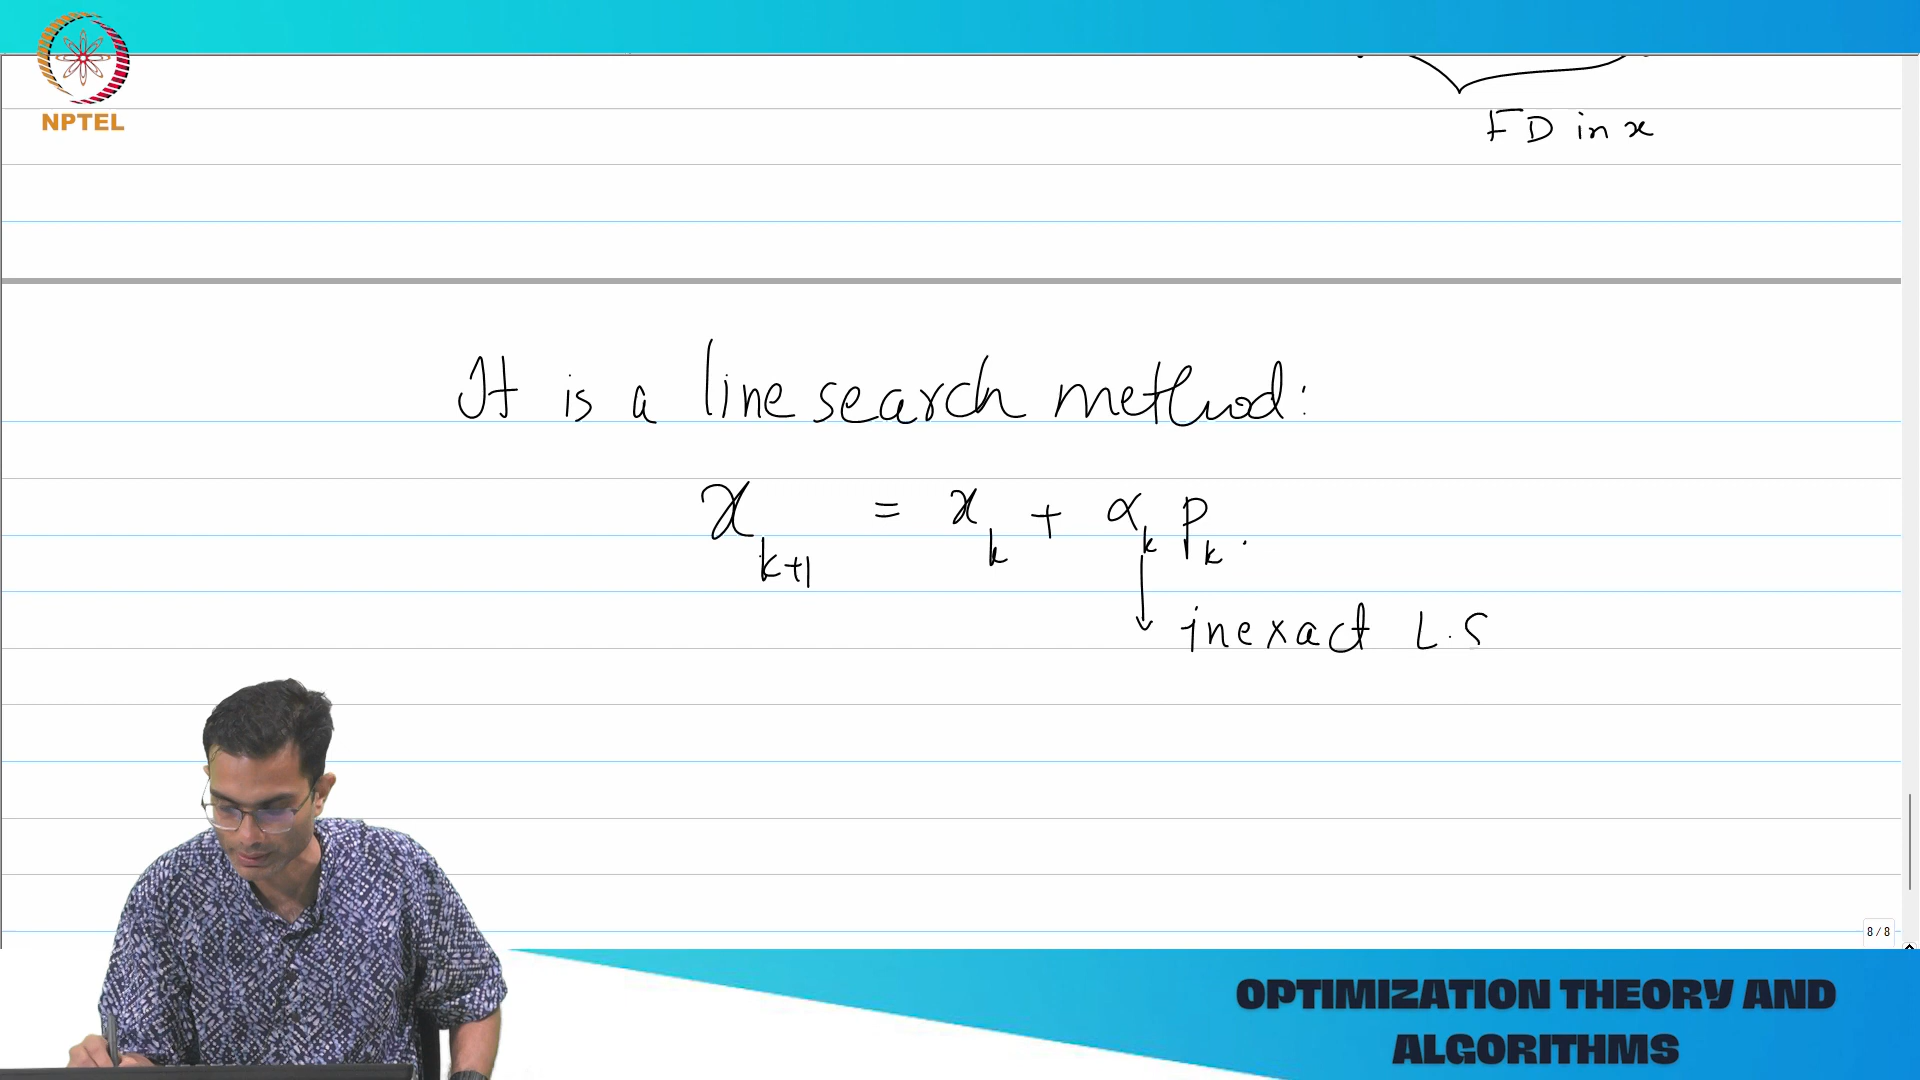 NPTEL
FD in x
It is a line search method:
x_{k+1} = x_k + α_k p_k.
↓ inexact L.S
8 / 8
OPTIMIZATION THEORY AND
ALGORITHMS